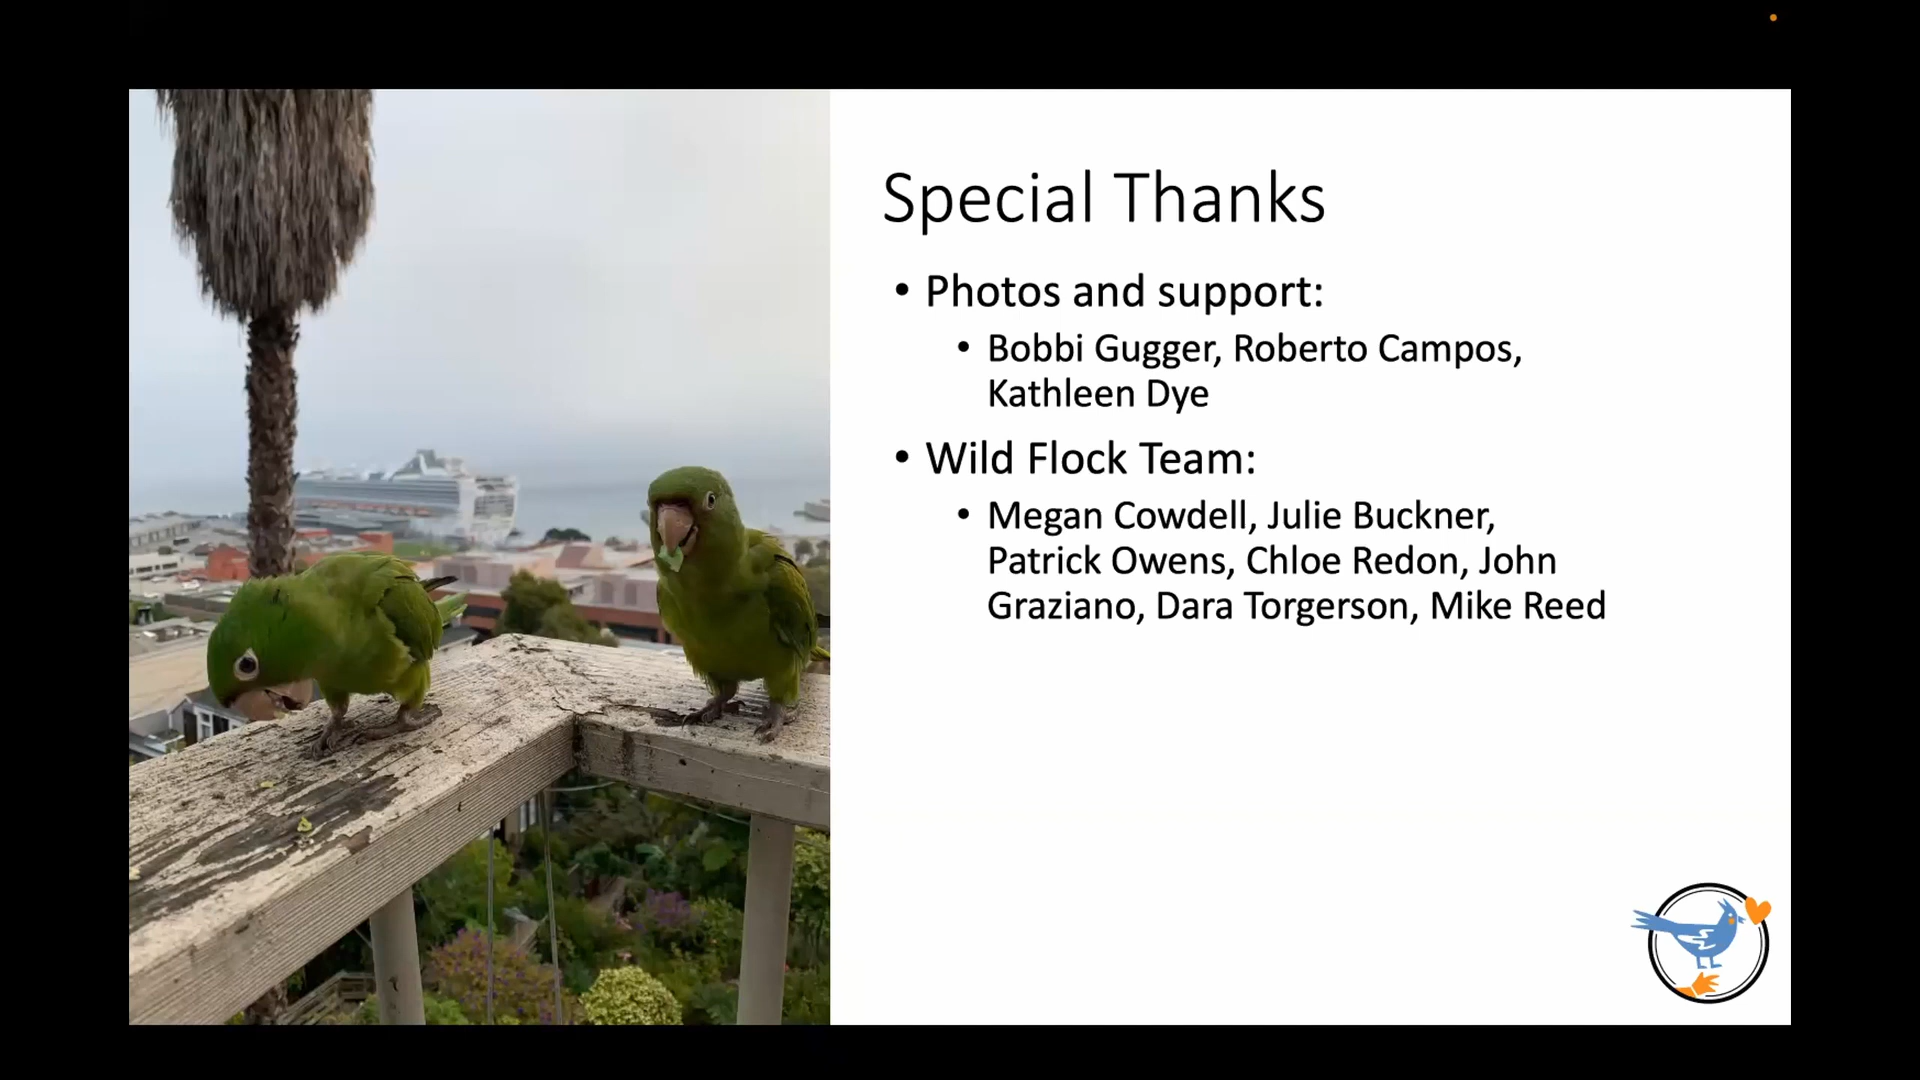 Special Thanks
• Photos and support:
• Bobbi Gugger, Roberto Campos,
Kathleen Dye
• Wild Flock Team:
• Megan Cowdell, Julie Buckner,
Patrick Owens, Chloe Redon, John
Graziano, Dara Torgerson, Mike Reed